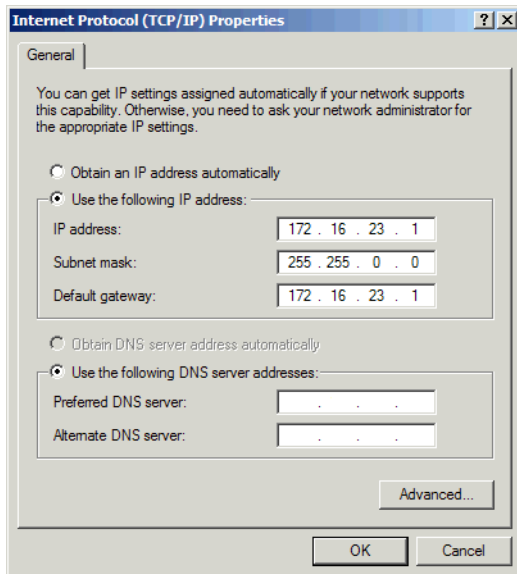 Internet Protocol (TCP/IP) Properties
General
You can get IP settings assigned automatically if your network supports
this capability. Otherwise, you need to ask your network administrator for
the appropriate IP settings.
Obtain an IP address automatically
Use the following IP address:
IP address: 172 . 16 . 23 . 1
Subnet mask: 255 . 255 . 0 . 0
Default gateway: 172 . 16 . 23 . 1
Obtain DNS server address automatically
Use the following DNS server addresses:
Preferred DNS server: . . .
Alternate DNS server: . . .
Advanced...
OK Cancel